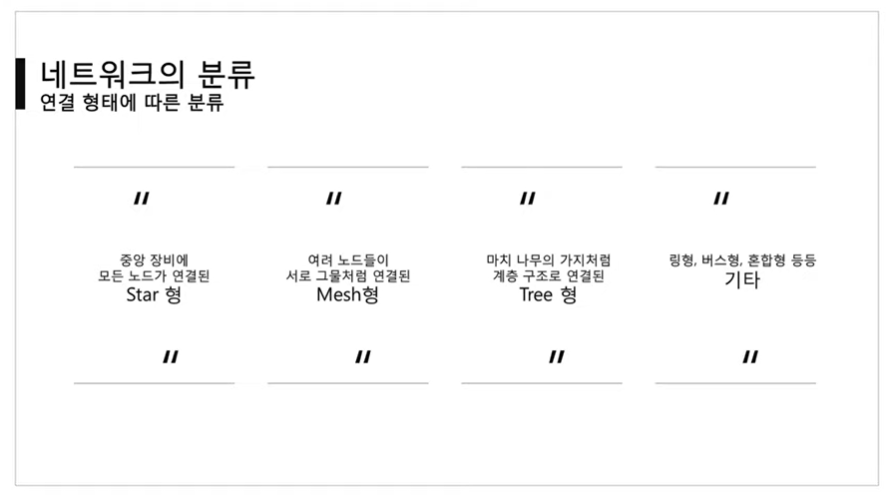 네트워크의 분류
연결 형태에 따른 분류
"
중앙 장비에
모든 노드가 연결된
Star 형
"
"
여려 노드들이
서로 그물처럼 연결된
Mesh형
"
"
마치 나무의 가지처럼
계층 구조로 연결된
Tree 형
"
"
링형, 버스형, 혼합형 등등
기타
"